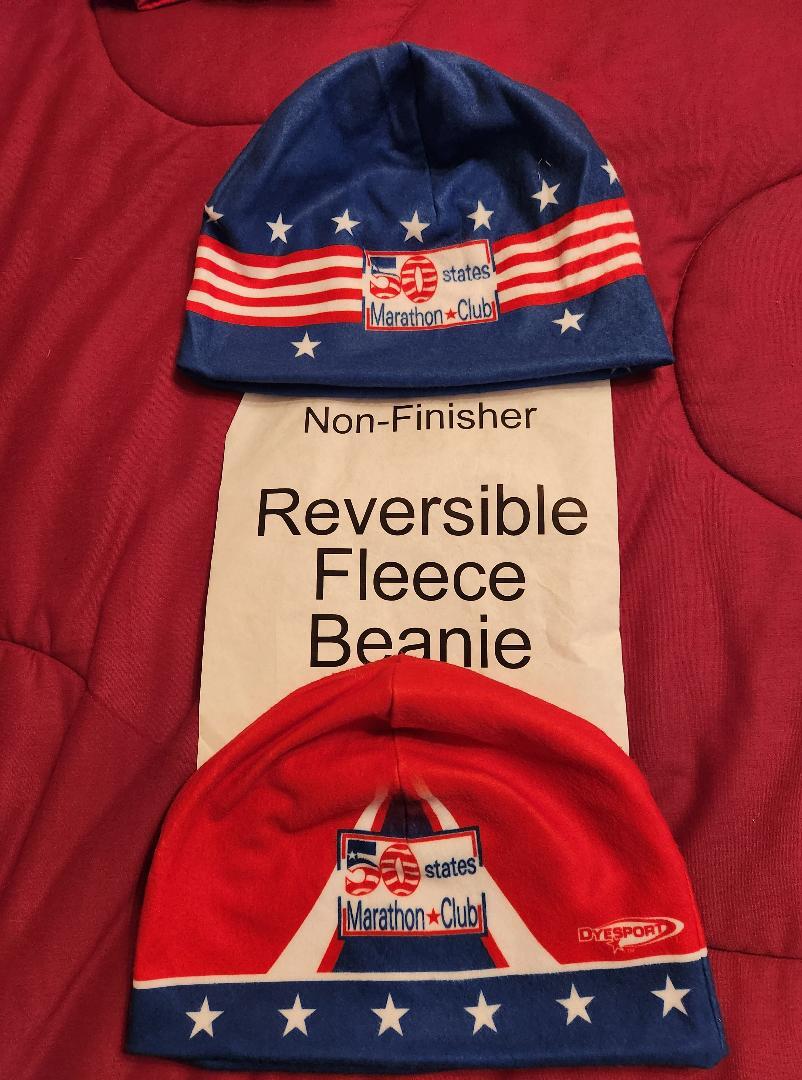 50 states
Marathon★Club
Non-Finisher
Reversible
Fleece
Beanie
50 states
Marathon★Club
DYESPORT